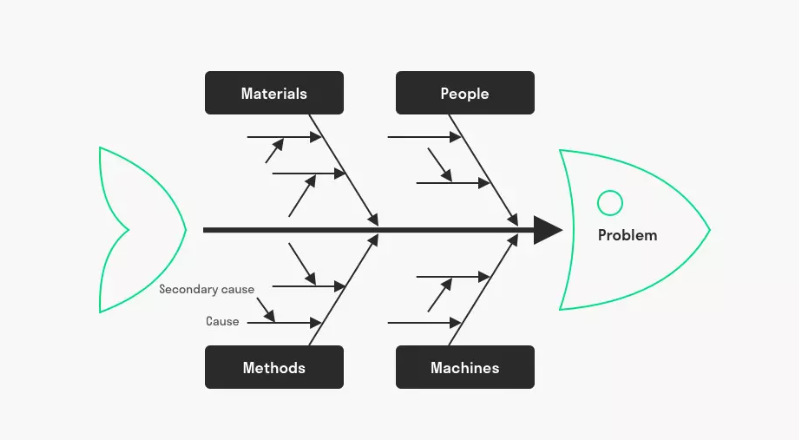 Materials
People
Problem
Secondary cause
Cause
Methods
Machines